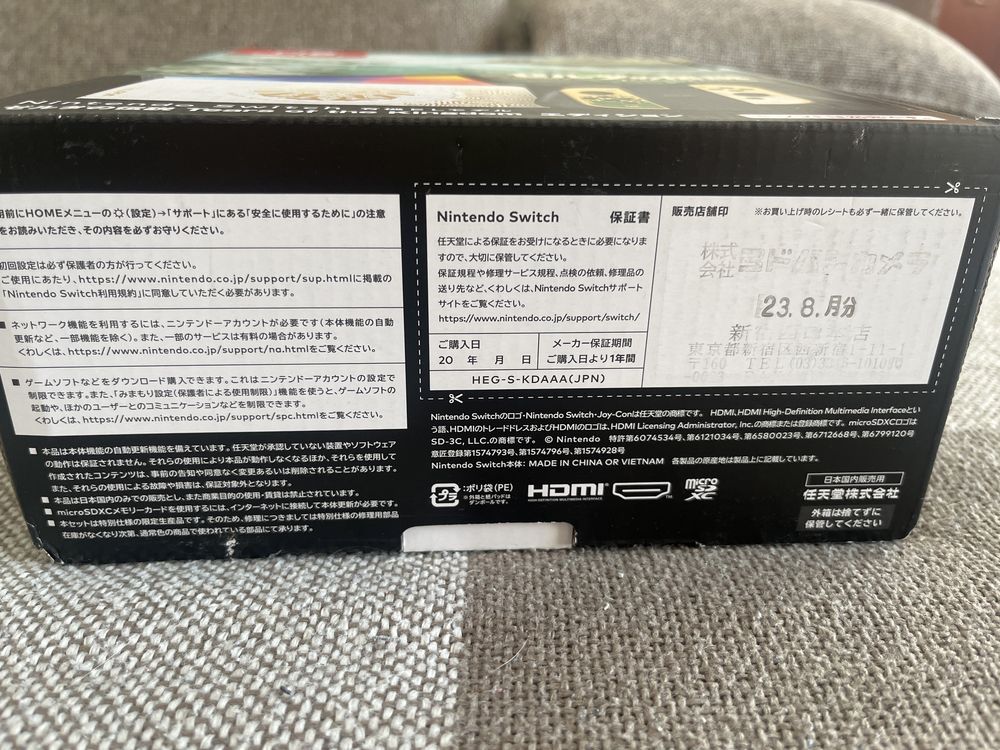 エディション
用前にHOMEメニューの(設定)→「サポート」にある「安全に使用するために」の注意
をお読みいただき、その内容を必ずお守りください。
初回設定は必ず保護者の方が行ってください。
ご使用にあたり、https://www.nintendo.co.jp/support/sup.htmlに掲載の
「Nintendo Switch利用規約」に同意していただく必要があります。
■ ネットワーク機能を利用するには、ニンテンドーアカウントが必要です(本体機能の自動
更新など、一部機能を除く)。また、一部のサービスは有料の場合があります。
くわしくは、https://www.nintendo.co.jp/support/na.htmlをご覧ください。
■ ゲームソフトなどをダウンロード購入できます。これはニンテンドーアカウントの設定で
制限できます。また、「みまもり設定(保護者による使用制限)」機能を使うと、ゲームソフトの
起動や、ほかのユーザーとのコミュニケーションなどを制限できます。
くわしくは、https://www.nintendo.co.jp/support/spc.htmlをご覧ください。
■ 本品は本体機能の自動更新機能を備えています。任天堂が承認していない装置やソフトウェア
の動作は保証されません。それらの使用により本品が動作しなくなるほか、それらを使用して
作成されたコンテンツは、事前の告知や同意なく変更あるいは削除されることがあります。
また、それらの使用による故障や損害は、保証対象外となります。
■ 本品は日本国内のみでの販売とし、また商業目的の使用・賃貸は禁止されています。
■ microSDXCメモリーカードを使用するには、インターネットに接続して本体更新が必要です。
■ 本セットは特別仕様の限定生産品です。そのため、修理につきましては特別仕様の修理用部品
在庫がなくなり次第、通常色の商品で使われている部品にて承ります。
Nintendo Switch 保証書
任天堂による保証をお受けになるときに必要になりま
すので、大切に保管してください。
保証規程や修理サービス規程、点検の依頼、修理品の
送り先など、くわしくは、Nintendo Switchサポート
サイトをご覧ください。
https://www.nintendo.co.jp/support/switch/
ご購入日
20 年 月 日
メーカー保証期間
ご購入日より1年間
HEG-S-KDAAA(JPN)
販売店舗印 ※お買い上げ時のレシートも必ず一緒に保管してください。
株式
会社ヨドバシカメラ
23.8.月分
東京都新宿区西新宿1-11-1
〒160 TEL(03)
Nintendo Switchのロゴ・Nintendo Switch・Joy-Conは任天堂の商標です。 HDMI、HDMI High-Definition Multimedia Interfaceとい
う語、HDMIのトレードドレスおよびHDMIのロゴは、HDMI Licensing Administrator, Inc.の商標または登録商標です。 microSDXCロゴは
SD-3C, LLC.の商標です。 © Nintendo 特許第6074534号、第6121034号、第6580023号、第6712668号、第6799120号
意匠登録第1574793号、第1574796号、第1574928号
Nintendo Switch本体: MADE IN CHINA OR VIETNAM 各製品の原産地は製品上に記載しています。
プラ
:ポリ袋(PE)
※外箱と紙パッドは
ダンボールです。
HDMI
HIGH-DEFINITION MULTIMEDIA INTERFACE
micro
SD
XC
日本国内販売用
任天堂株式会社
外箱は捨てずに
保管してください